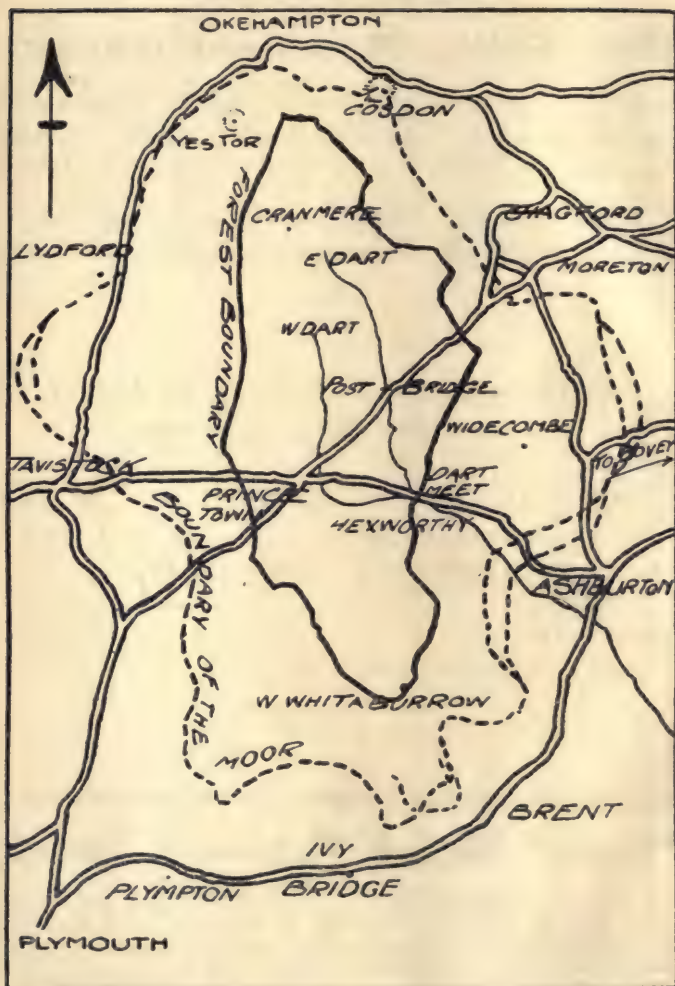 OKEHAMPTON
COSDON
YES TOR
FOREST BOUNDARY
CRANMERE
CHAGFORD
LYDFORD
E DART
MORETON
W DART
POST BRIDGE
WIDECOMBE
TAVISTOCK
TO BOVEY
PRINCE
TOWN
DART
MEET
HEXWORTHY
ASHBURTON
BOUNDARY OF THE
MOOR
W WHITABURROW
BRENT
IVY
BRIDGE
PLYMPTON
PLYMOUTH